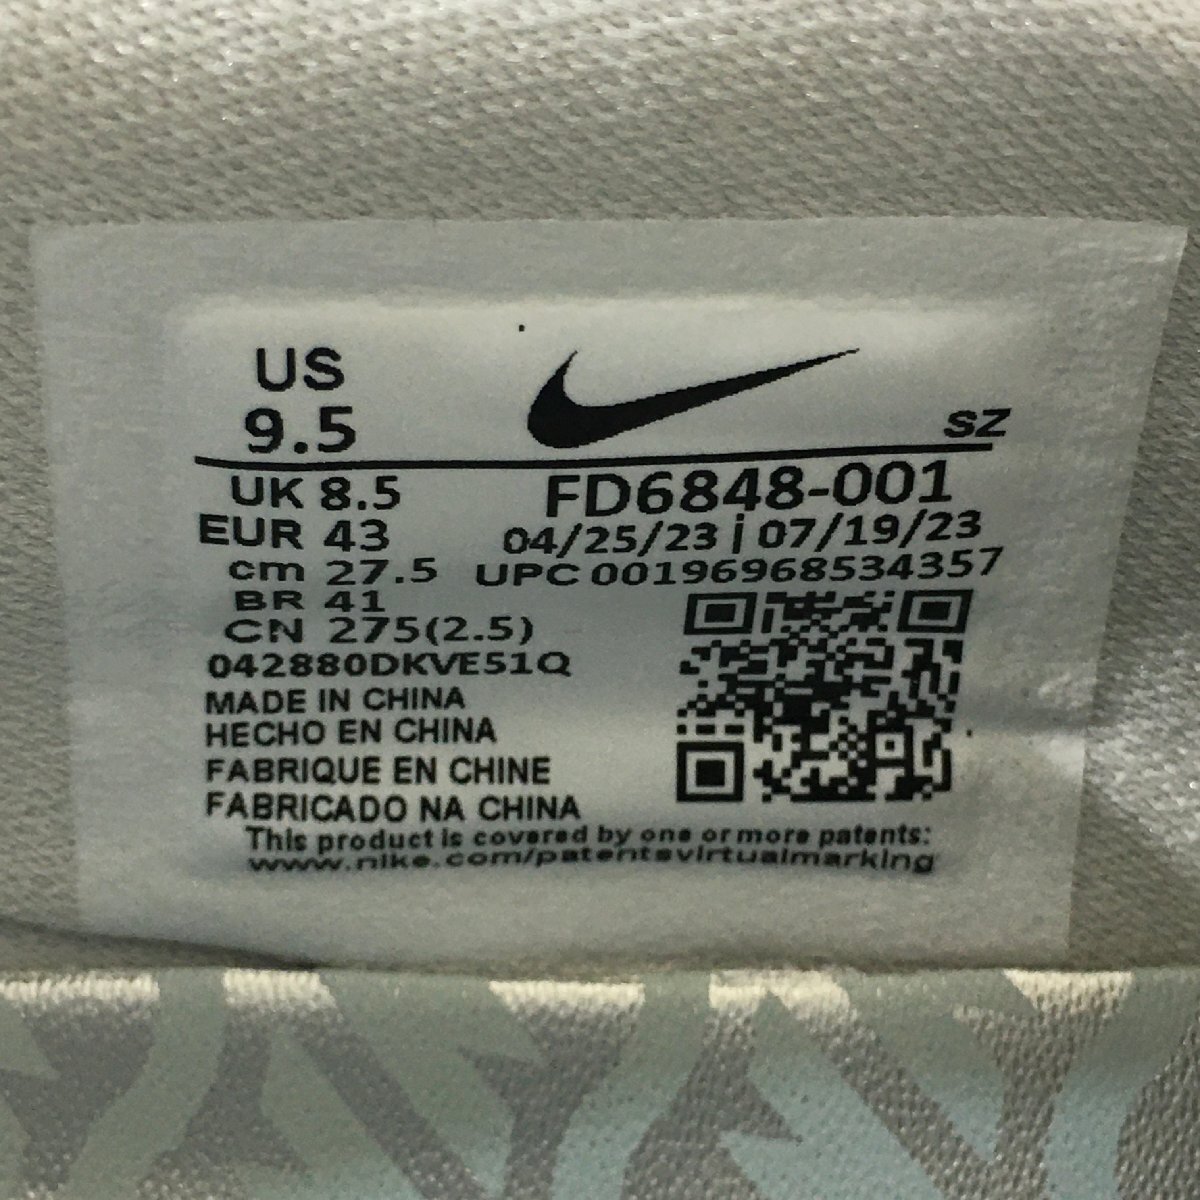 US
9.5
SZ
UK 8.5
FD6848-001
EUR 43
04/25/23 | 07/19/23
cm 27.5
UPC 00196968534357
BR 41
CN 275(2.5)
042880DKVE51Q
MADE IN CHINA
HECHO EN CHINA
FABRIQUE EN CHINE
FABRICADO NA CHINA
This product is covered by one or more patents:
www.nike.com/patentsvirtualmarking